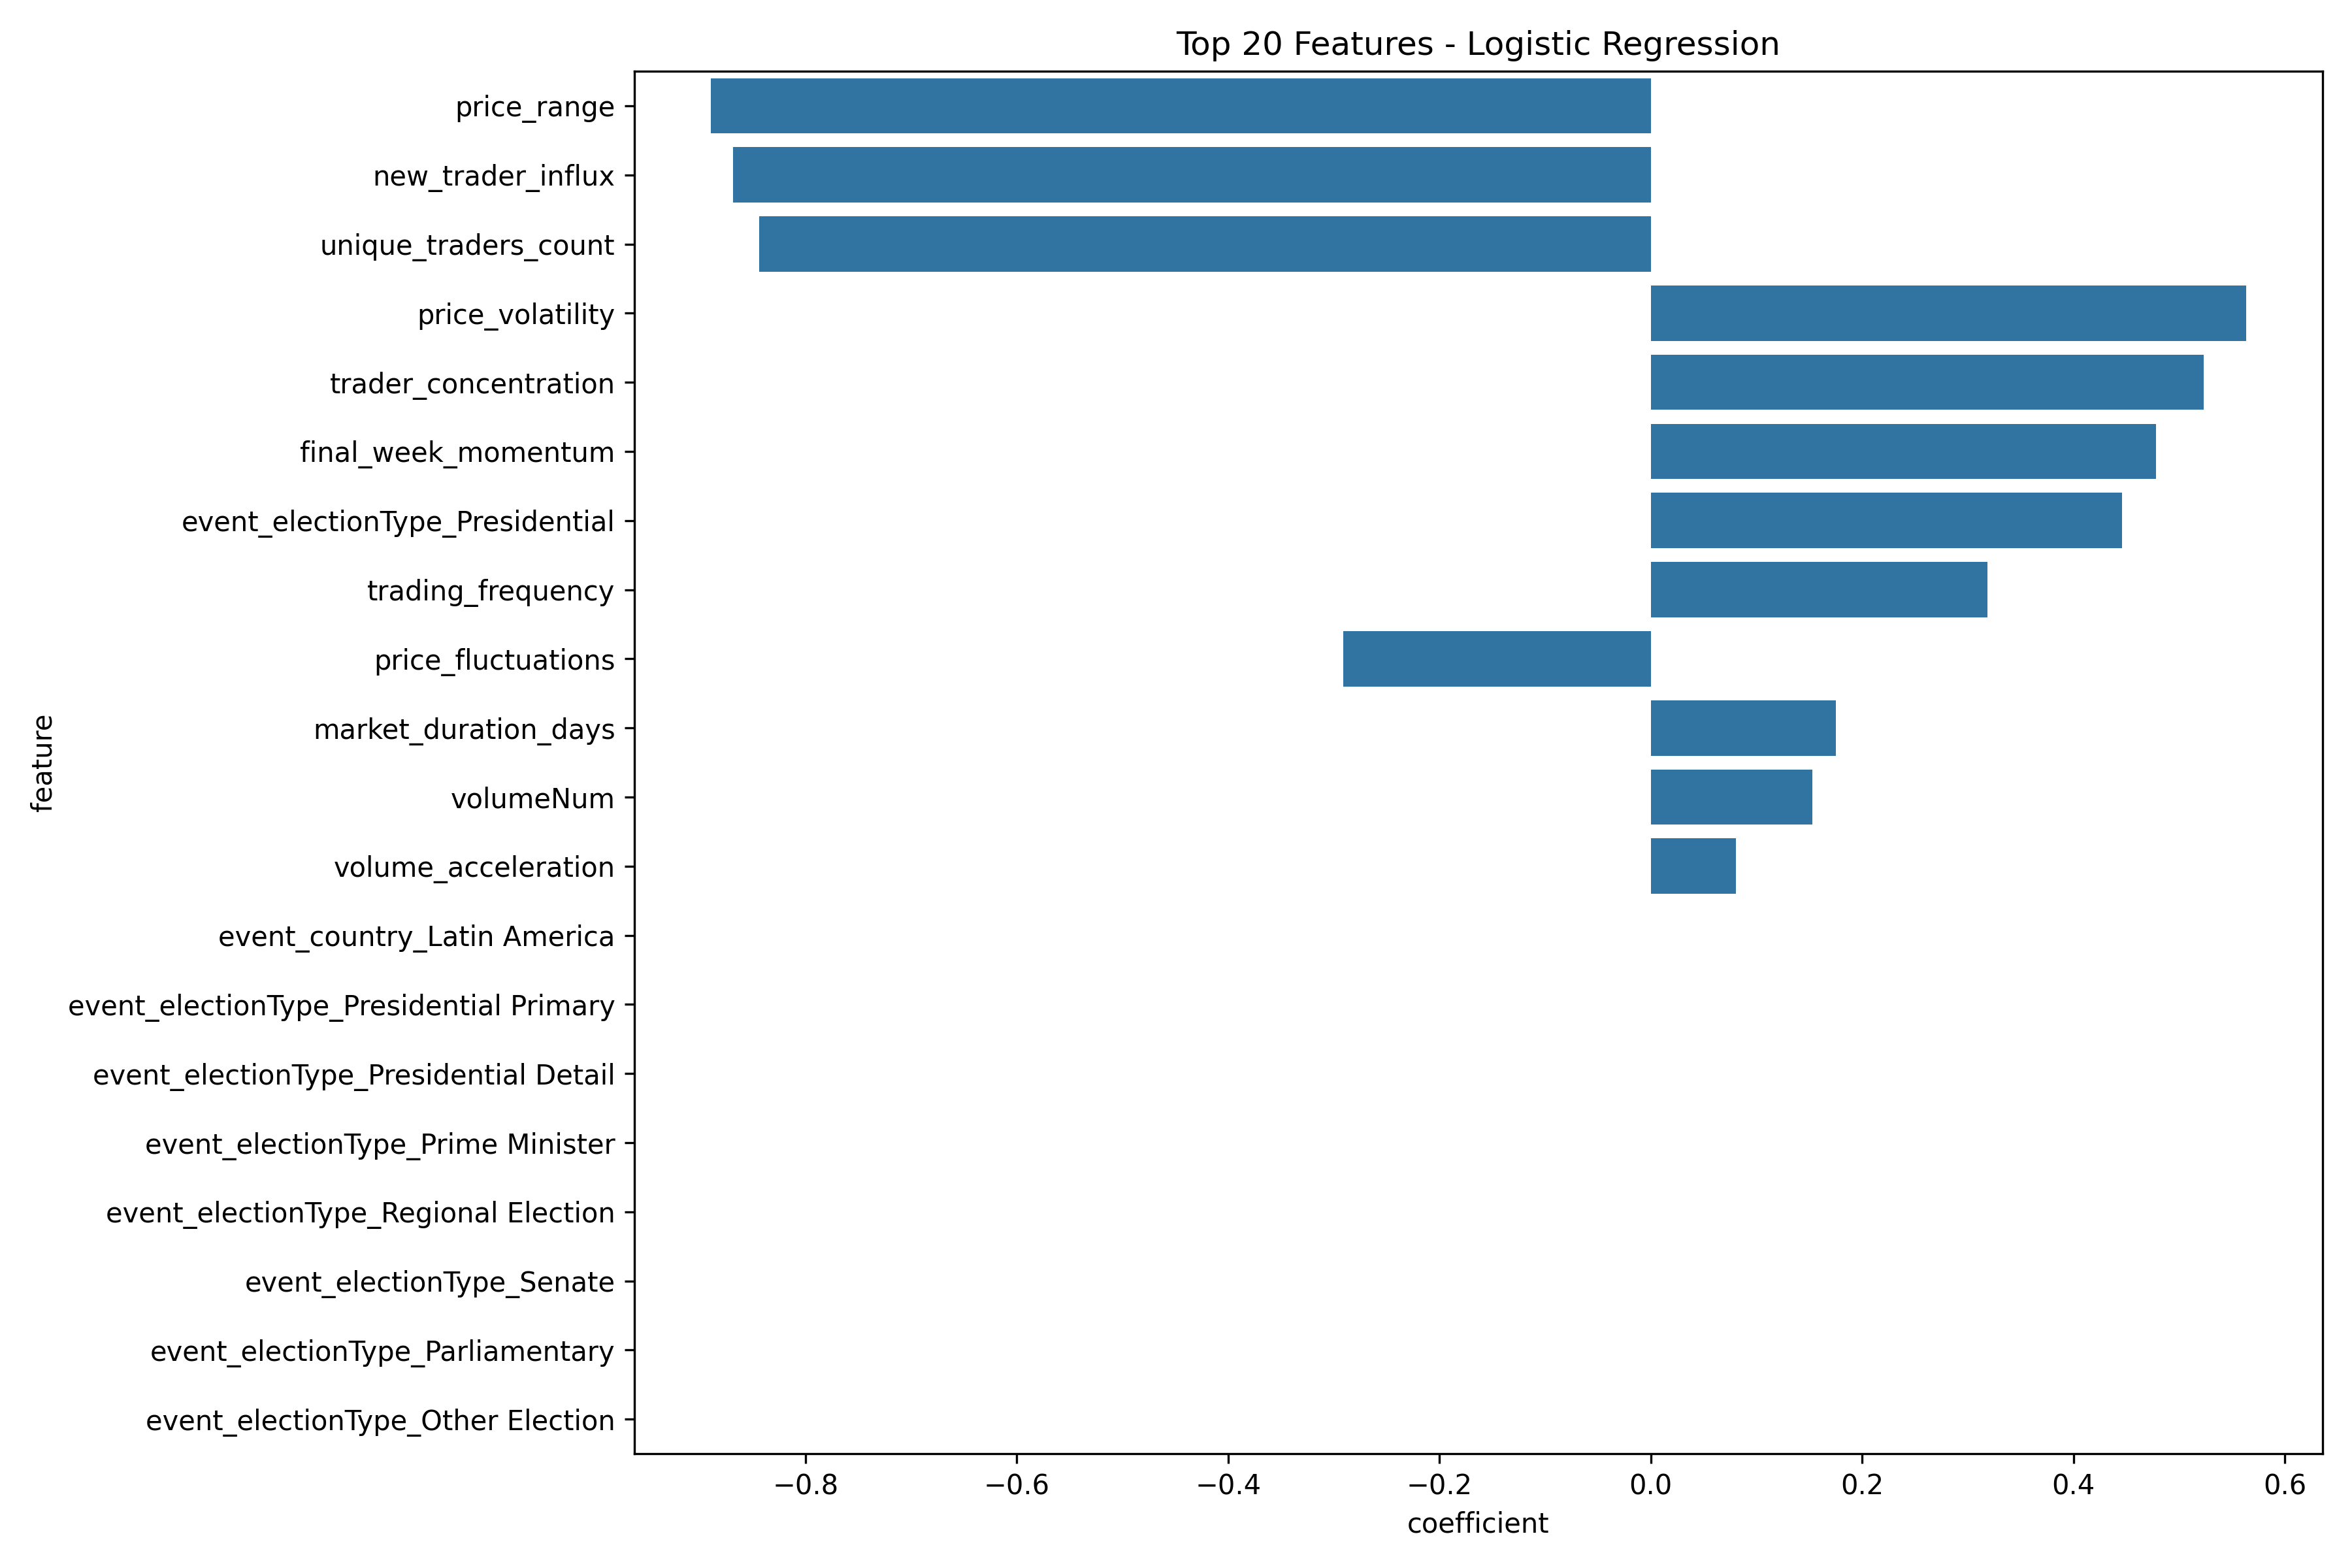 Top 20 Features - Logistic Regression
price_range
new_trader_influx
unique_traders_count
price_volatility
trader_concentration
final_week_momentum
event_electionType_Presidential
trading_frequency
price_fluctuations
market_duration_days
volumeNum
volume_acceleration
event_country_Latin America
event_electionType_Presidential Primary
event_electionType_Presidential Detail
event_electionType_Prime Minister
event_electionType_Regional Election
event_electionType_Senate
event_electionType_Parliamentary
event_electionType_Other Election
feature
−0.8 −0.6 −0.4 −0.2 0.0 0.2 0.4 0.6
coefficient